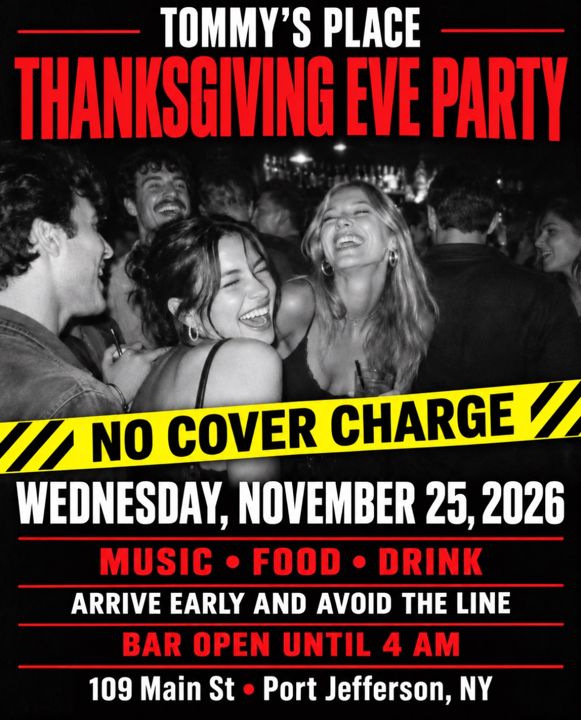 TOMMY'S PLACE
THANKSGIVING EVE PARTY
NO COVER CHARGE
WEDNESDAY, NOVEMBER 25, 2026
MUSIC • FOOD • DRINK
ARRIVE EARLY AND AVOID THE LINE
BAR OPEN UNTIL 4 AM
109 Main St • Port Jefferson, NY